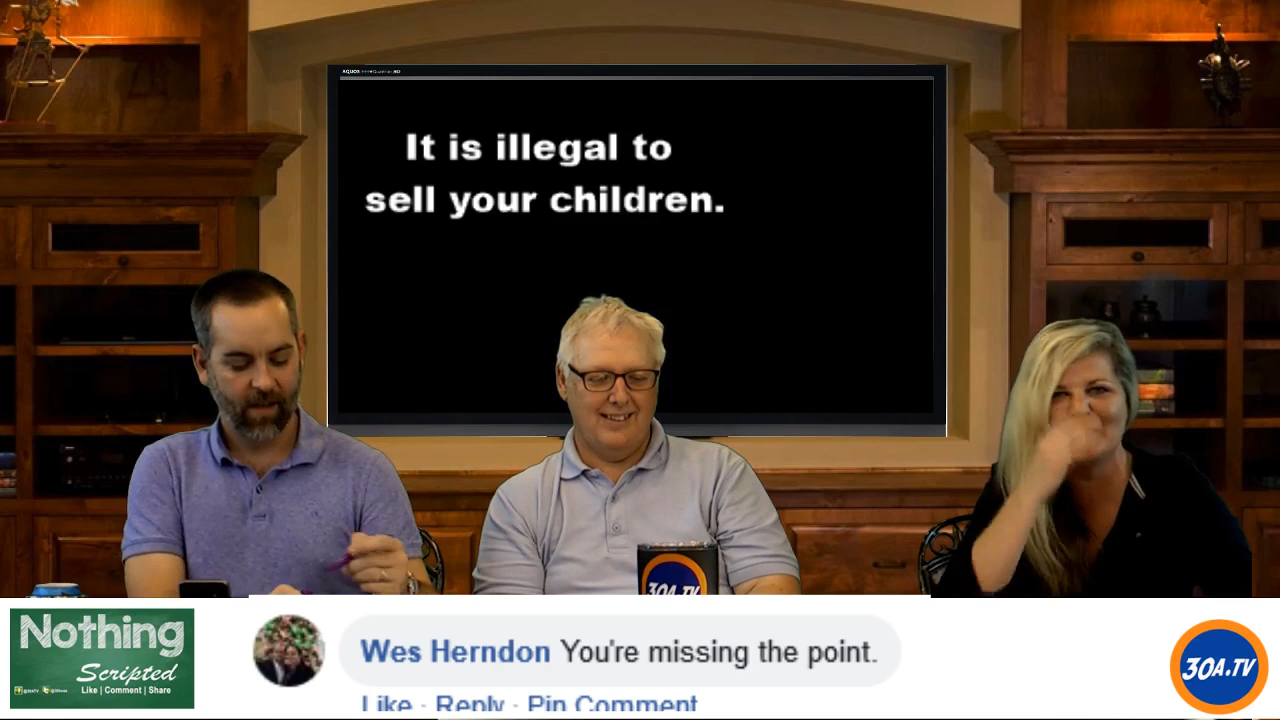 AQUOS
It is illegal to
sell your children.
30A.TV
Nothing
Scripted
Like | Comment | Share
Wes Herndon You're missing the point.
Like · Reply · Pin Comment
30A.TV